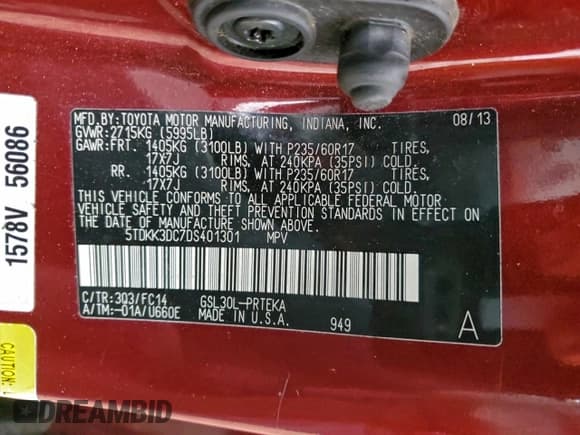 MFD.BY:TOYOTA MOTOR MANUFACTURING, INDIANA, INC. 08/13
GVWR:2715KG (5995LB)
GAWR:FRT. 1405KG (3100LB) WITH P235/60R17 TIRES,
17X7J RIMS, AT 240KPA (35PSI) COLD.
RR. 1405KG (3100LB) WITH P235/60R17 TIRES,
17X7J RIMS, AT 240KPA (35PSI) COLD.
THIS VEHICLE CONFORMS TO ALL APPLICABLE FEDERAL MOTOR
VEHICLE SAFETY AND THEFT PREVENTION STANDARDS IN EFFECT
ON THE DATE OF MANUFACTURE SHOWN ABOVE.
5TDKK3DC7DS401301 MPV
C/TR:3Q3/FC14 GSL30L-PRTEKA
A/TM:-01A/U660E MADE IN U.S.A. 949 A
1578V 56086
CAUTION:
DREAMBID